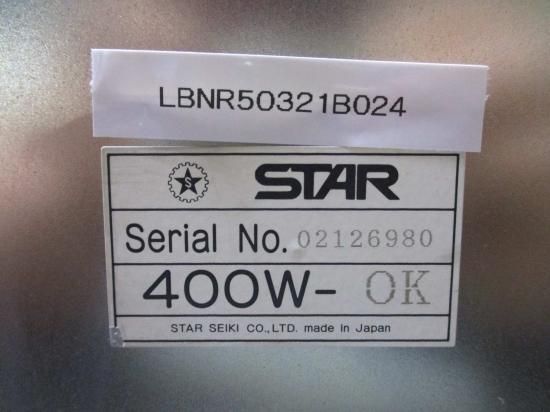 LBNR50321B024
S STAR
Serial No. 02126980
400W- OK
STAR SEIKI CO.,LTD. made in Japan